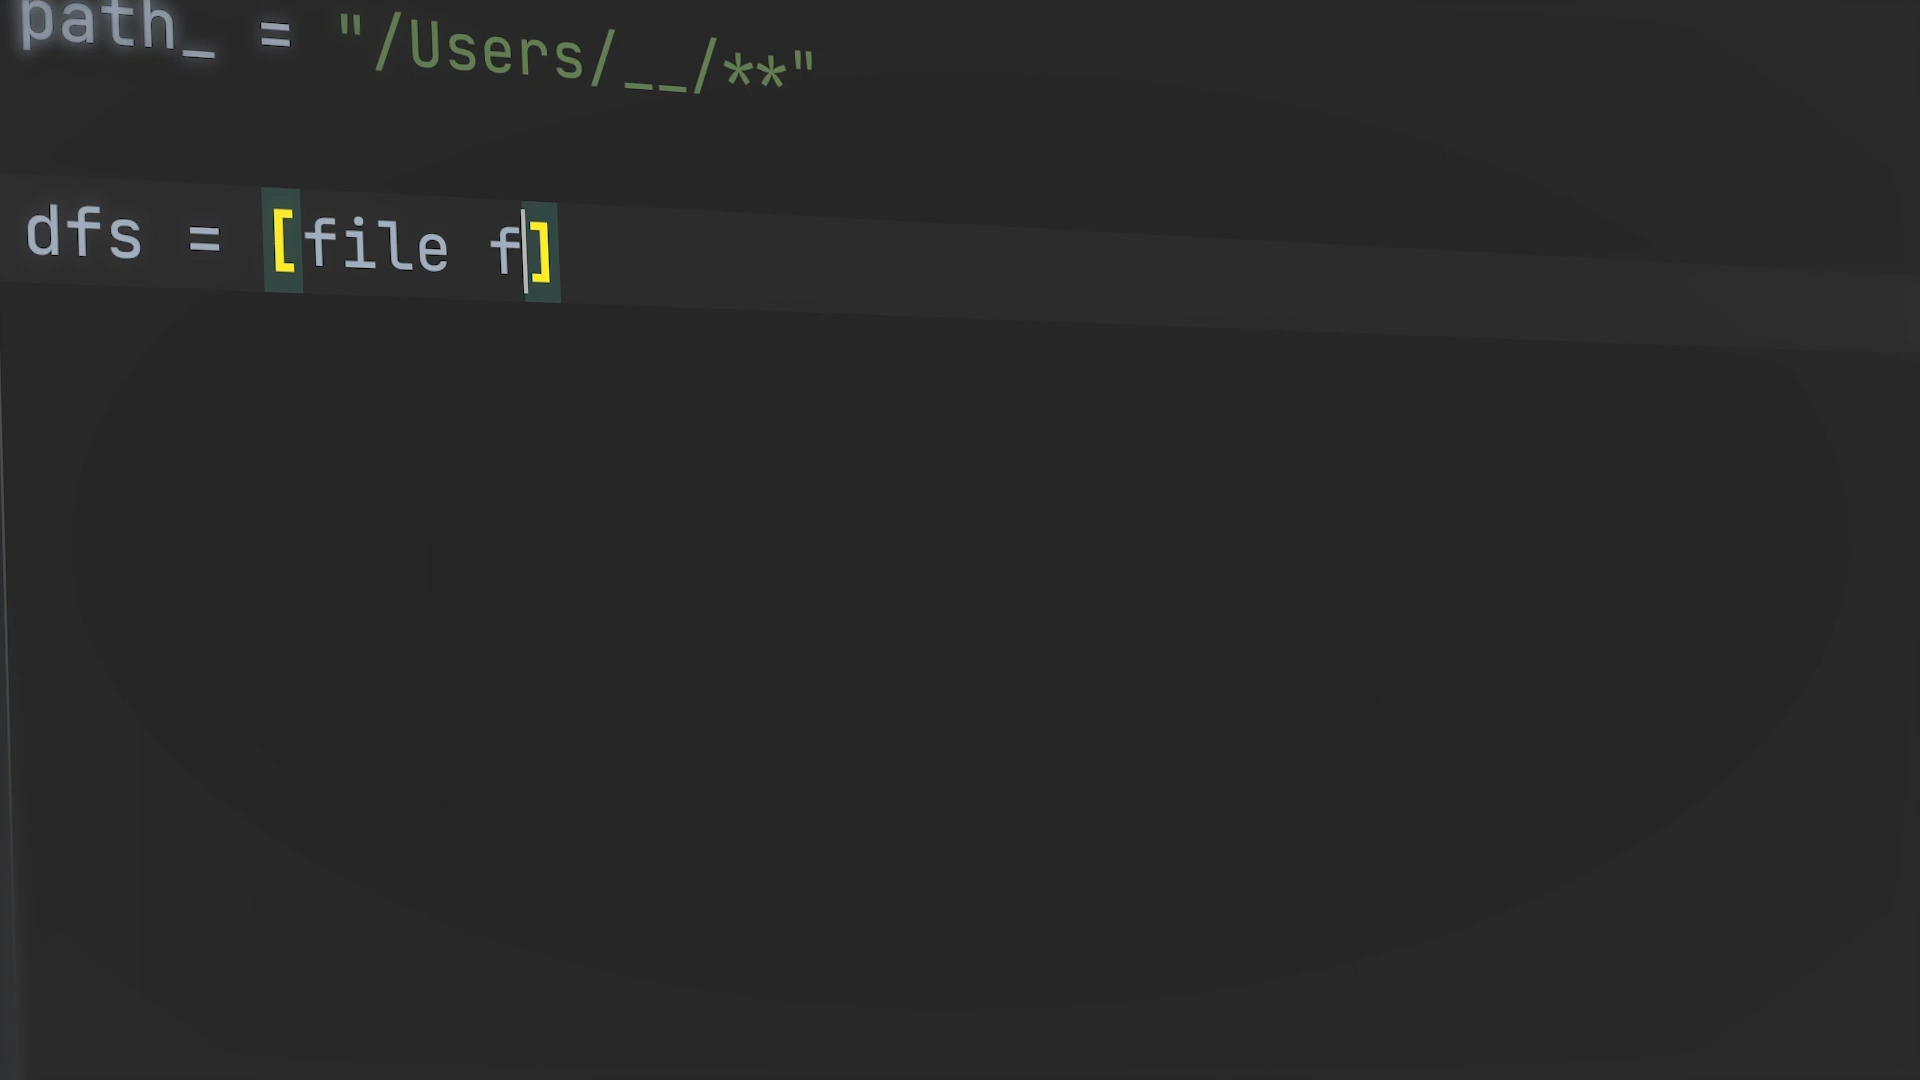 path_ = "/Users/__/**"
dfs = [file f]